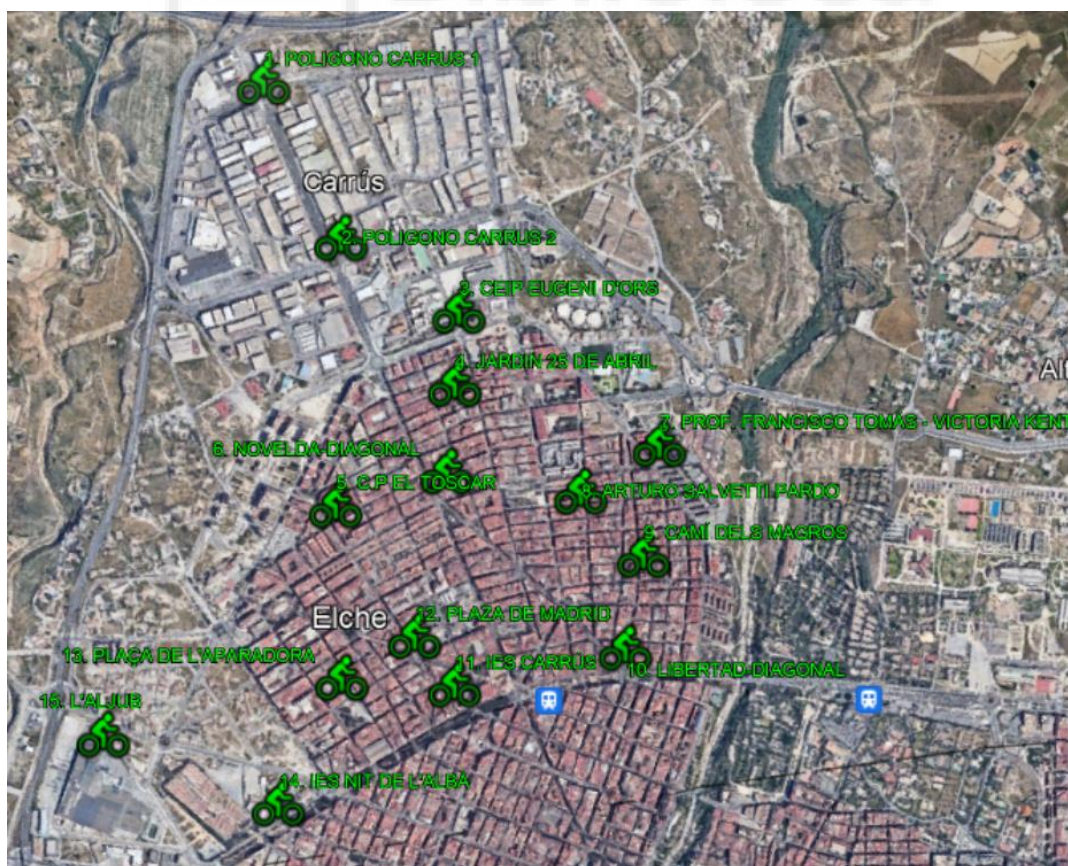 1. POLIGONO CARRUS 1
Carrús
2. POLIGONO CARRUS 2
3. CEIP EUGENI D'ORS
4. JARDIN 25 DE ABRIL
7. PROF. FRANCISCO TOMAS - VICTORIA KENT
6. NOVELDA-DIAGONAL
5. C.P EL TOSCAR
8. ARTURO SALVETTI PARDO
9. CAMÍ DELS MAGROS
Elche
12. PLAZA DE MADRID
13. PLAÇA DE L'APARADORA
11. IES CARRÚS
10. LIBERTAD-DIAGONAL
15. L'ALJUB
14. IES NIT DE L'ALBA